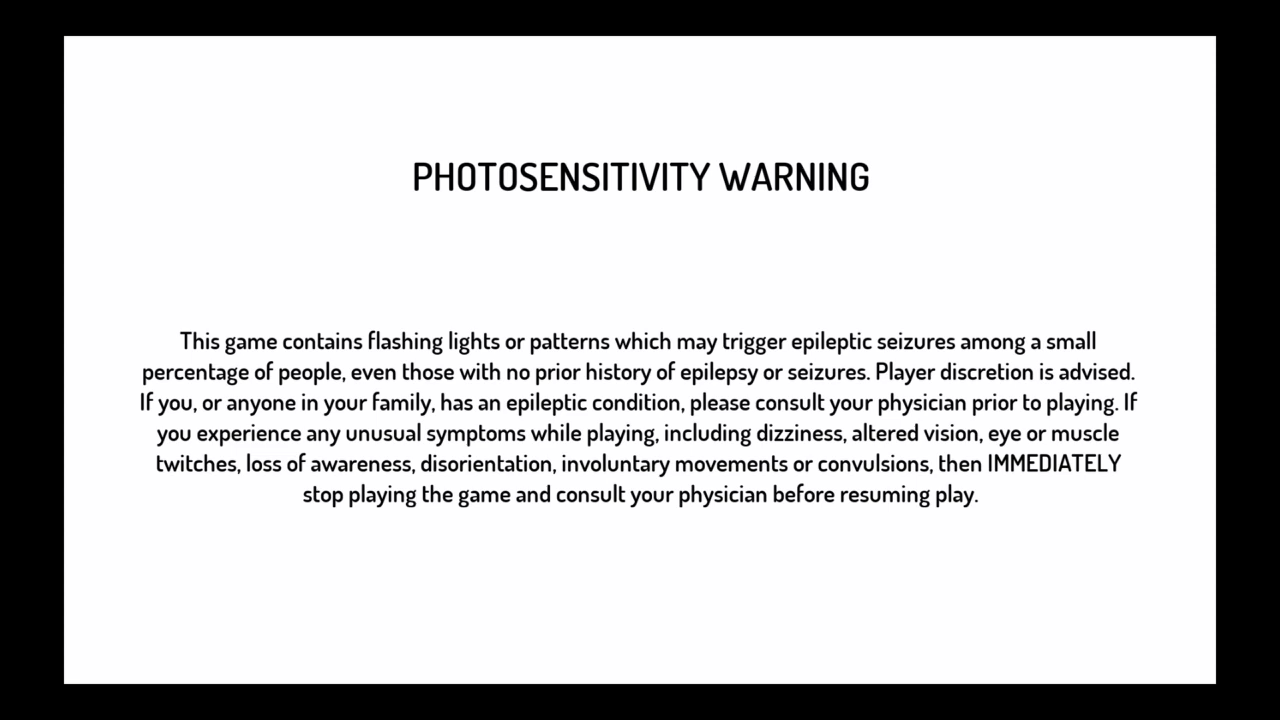 PHOTOSENSITIVITY WARNING
This game contains flashing lights or patterns which may trigger epileptic seizures among a small
percentage of people, even those with no prior history of epilepsy or seizures. Player discretion is advised.
If you, or anyone in your family, has an epileptic condition, please consult your physician prior to playing. If
you experience any unusual symptoms while playing, including dizziness, altered vision, eye or muscle
twitches, loss of awareness, disorientation, involuntary movements or convulsions, then IMMEDIATELY
stop playing the game and consult your physician before resuming play.